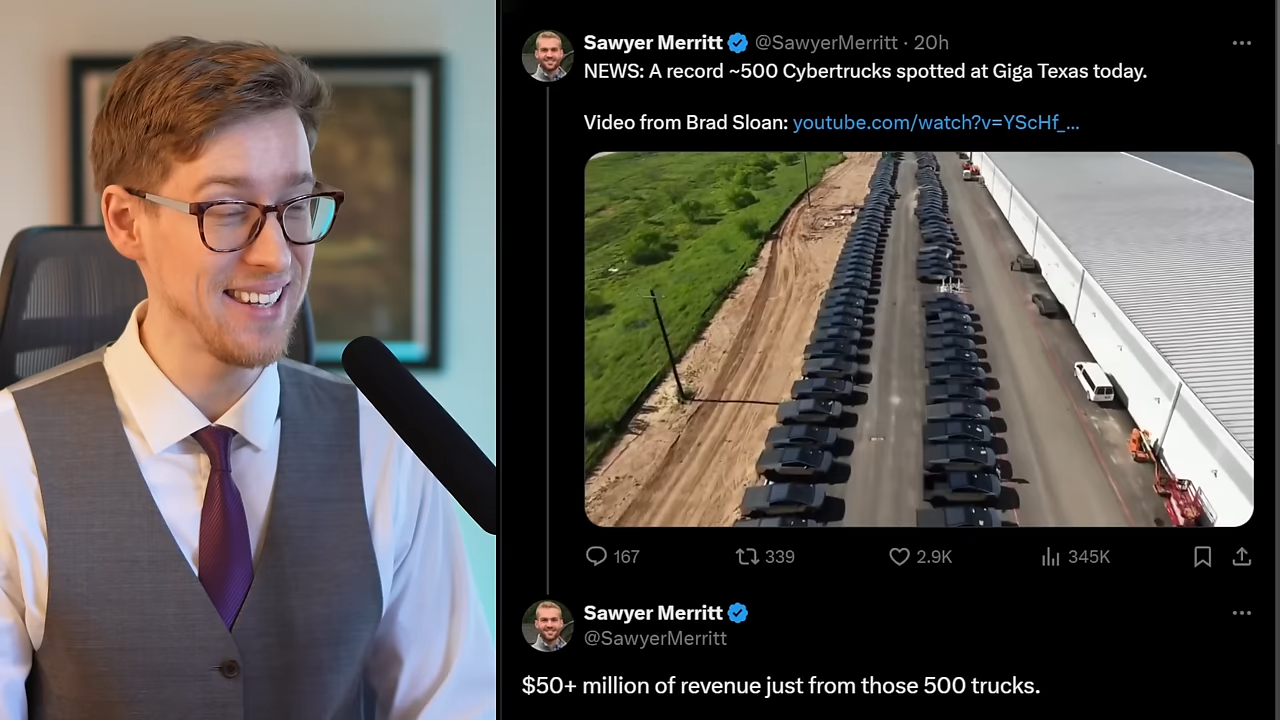 Sawyer Merritt @SawyerMerritt · 20h
NEWS: A record ~500 Cybertrucks spotted at Giga Texas today.
Video from Brad Sloan: youtube.com/watch?v=YScHf_...
167 339 2.9K 345K
Sawyer Merritt
@SawyerMerritt
$50+ million of revenue just from those 500 trucks.